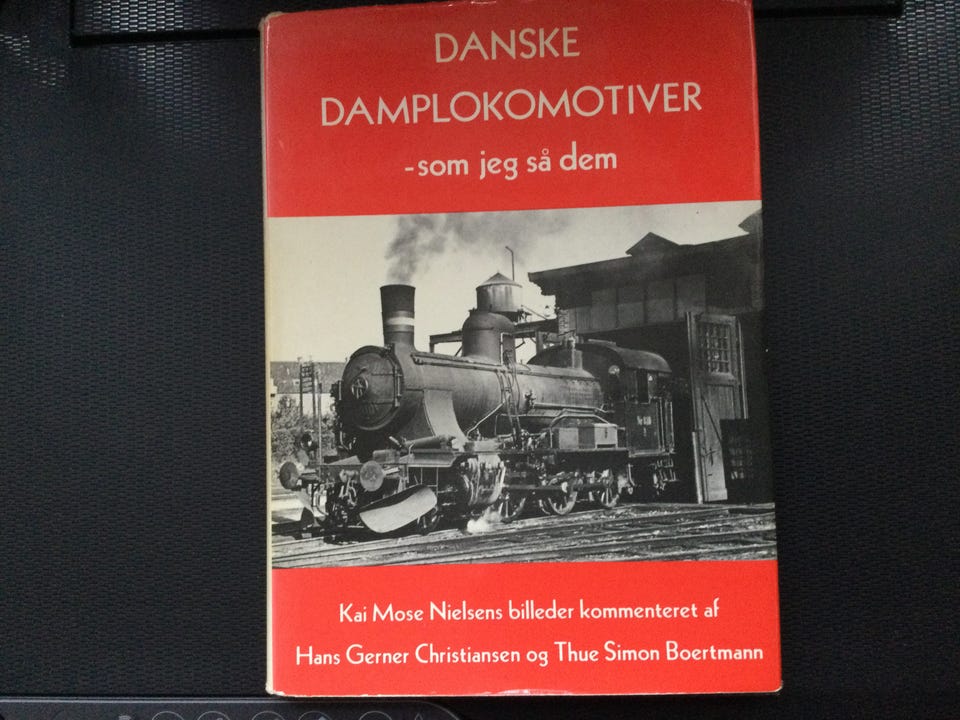 DANSKE
DAMPLOKOMOTIVER
-som jeg så dem
Kai Mose Nielsens billeder kommenteret af
Hans Gerner Christiansen og Thue Simon Boertmann